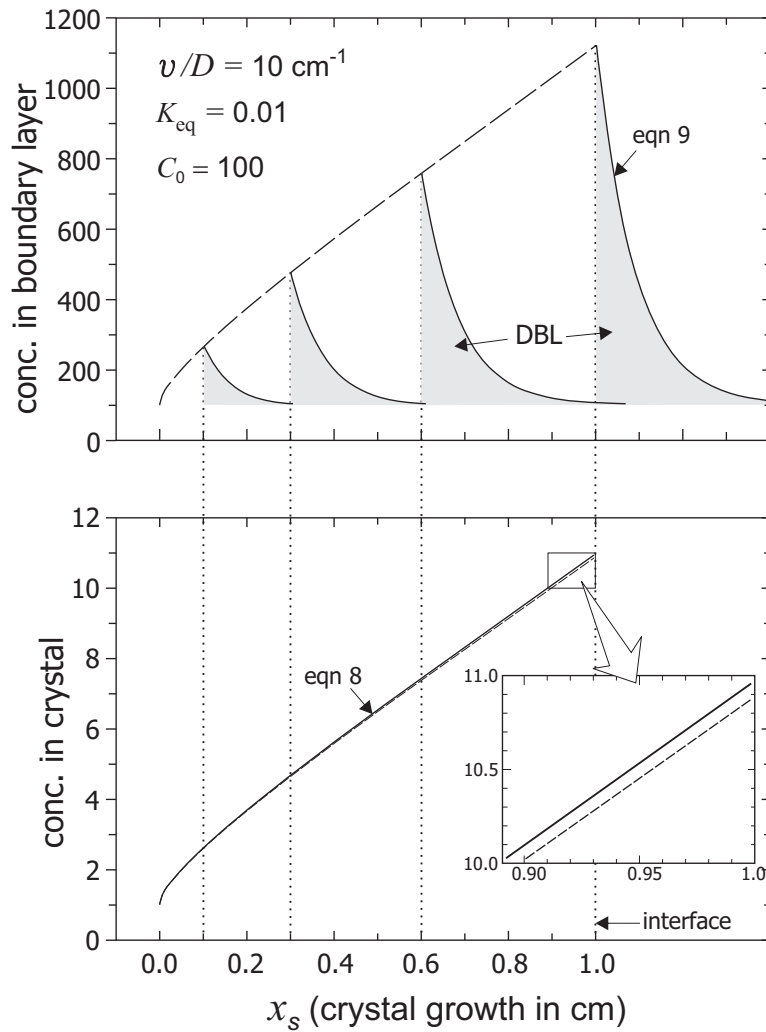 1200
1000
800
600
400
200
0
conc. in boundary layer
υ/D = 10 cm⁻¹
Keq = 0.01
C₀ = 100
eqn 9
DBL
12
10
8
6
4
2
0
conc. in crystal
eqn 8
11.0
10.5
10.0
0.90 0.95 1.0
interface
0.0 0.2 0.4 0.6 0.8 1.0
xₛ (crystal growth in cm)